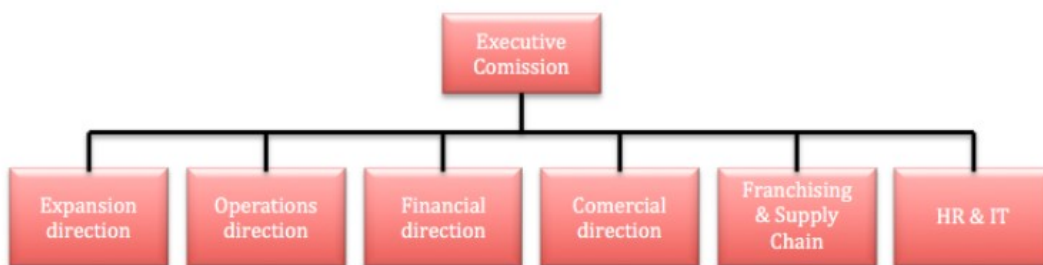 Executive
Comission
Expansion
direction
Operations
direction
Financial
direction
Comercial
direction
Franchising
& Supply
Chain
HR & IT